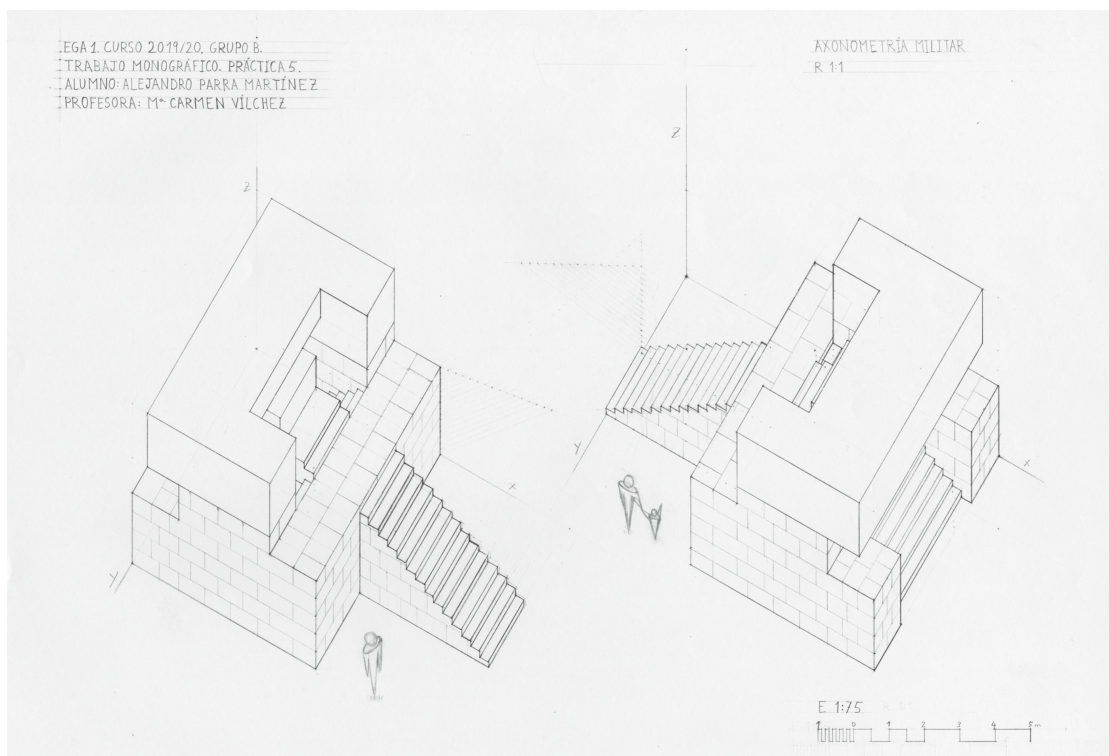 EGA 1. CURSO 2019/20, GRUPO B.
TRABAJO MONOGRÁFICO. PRÁCTICA 5.
ALUMNO: ALEJANDRO PARRA MARTÍNEZ
PROFESORA: Mª CARMEN VÍLCHEZ
AXONOMETRÍA MILITAR
R 1:1
Z
Z
X
Y
X
Y
E 1:75
1 0 1 2 3 4 5m